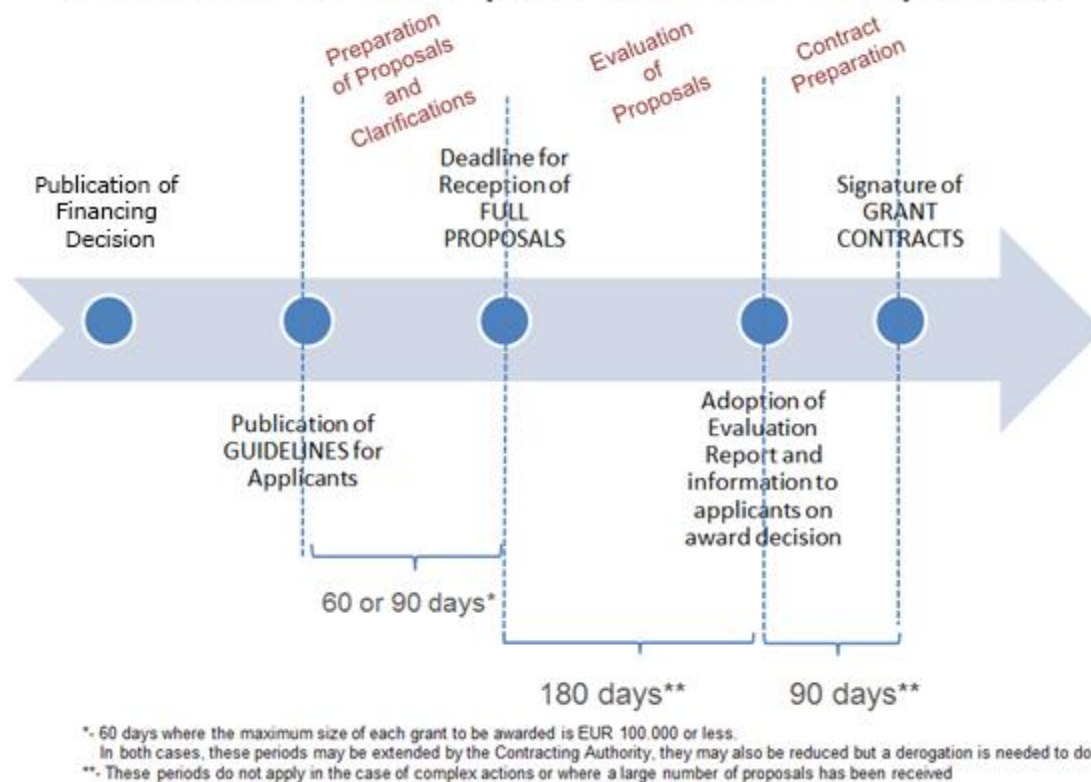 Preparation
of Proposals
and
Clarifications
Evaluation
of
Proposals
Contract
Preparation
Publication of
Financing
Decision
Deadline for
Reception of
FULL
PROPOSALS
Signature of
GRANT
CONTRACTS
Publication of
GUIDELINES for
Applicants
Adoption of
Evaluation
Report and
information to
applicants on
award decision
60 or 90 days*
180 days**
90 days**
*- 60 days where the maximum size of each grant to be awarded is EUR 100.000 or less.
In both cases, these periods may be extended by the Contracting Authority, they may also be reduced but a derogation is needed to do
**- These periods do not apply in the case of complex actions or where a large number of proposals has been received